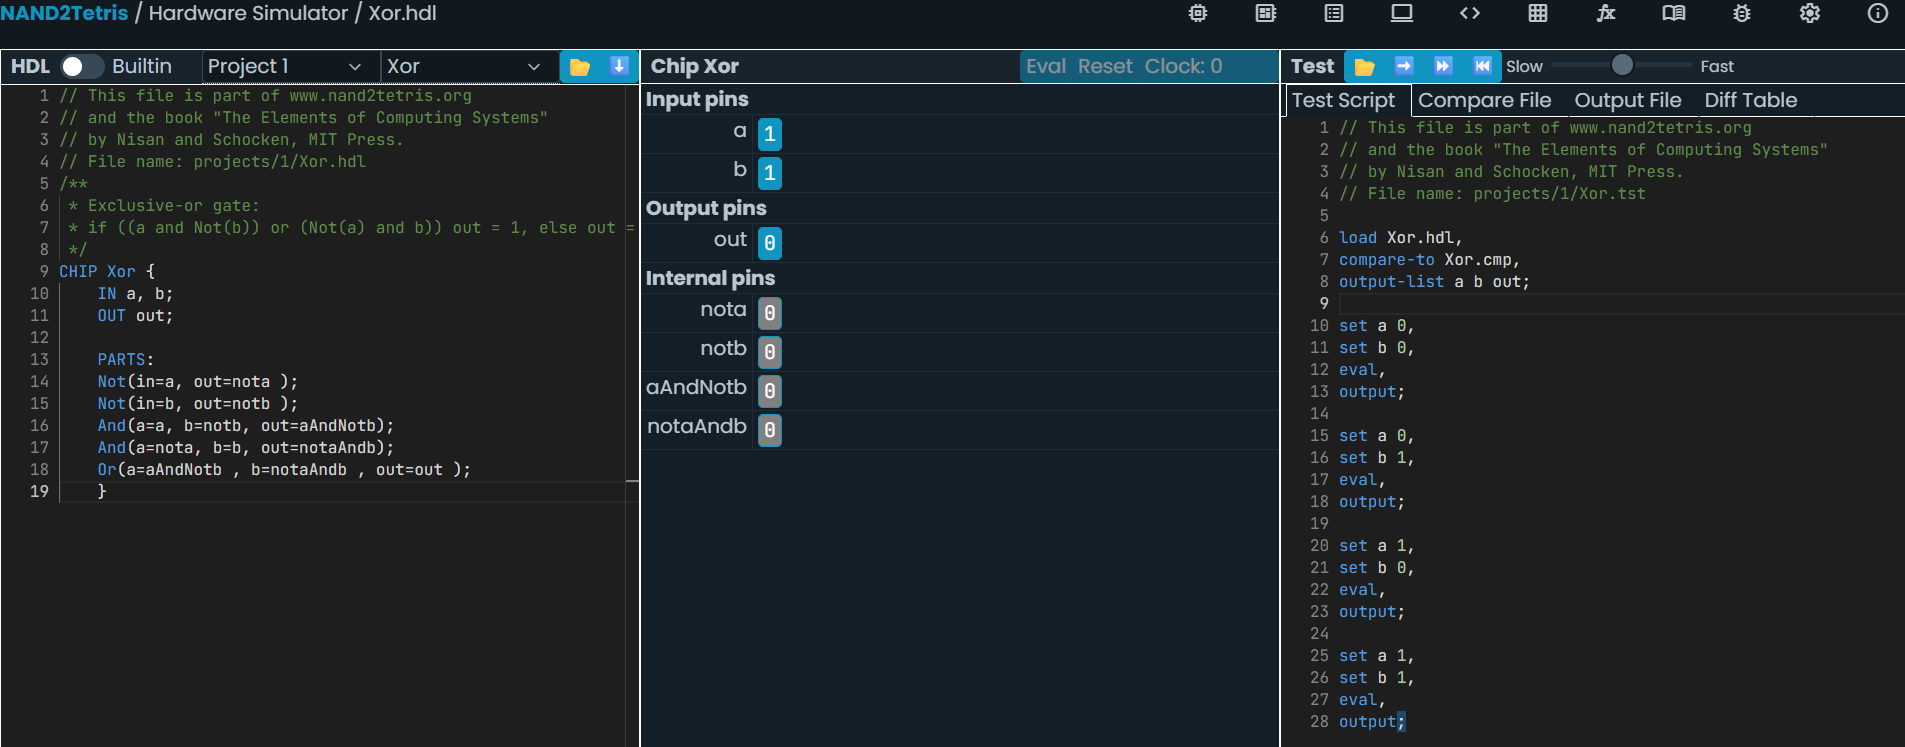 NAND2Tetris / Hardware Simulator / Xor.hdl
HDL Builtin Project 1 Xor
1 // This file is part of www.nand2tetris.org
2 // and the book "The Elements of Computing Systems"
3 // by Nisan and Schocken, MIT Press.
4 // File name: projects/1/Xor.hdl
5 /**
6 * Exclusive-or gate:
7 * if ((a and Not(b)) or (Not(a) and b)) out = 1, else out =
8 */
9 CHIP Xor {
10 IN a, b;
11 OUT out;
12
13 PARTS:
14 Not(in=a, out=nota );
15 Not(in=b, out=notb );
16 And(a=a, b=notb, out=aAndNotb);
17 And(a=nota, b=b, out=notaAndb);
18 Or(a=aAndNotb , b=notaAndb , out=out );
19 }
Chip Xor Eval Reset Clock: 0
Input pins
a 1
b 1
Output pins
out 0
Internal pins
nota 0
notb 0
aAndNotb 0
notaAndb 0
Test Slow Fast
Test Script Compare File Output File Diff Table
1 // This file is part of www.nand2tetris.org
2 // and the book "The Elements of Computing Systems"
3 // by Nisan and Schocken, MIT Press.
4 // File name: projects/1/Xor.tst
5
6 load Xor.hdl,
7 compare-to Xor.cmp,
8 output-list a b out;
9
10 set a 0,
11 set b 0,
12 eval,
13 output;
14
15 set a 0,
16 set b 1,
17 eval,
18 output;
19
20 set a 1,
21 set b 0,
22 eval,
23 output;
24
25 set a 1,
26 set b 1,
27 eval,
28 output;